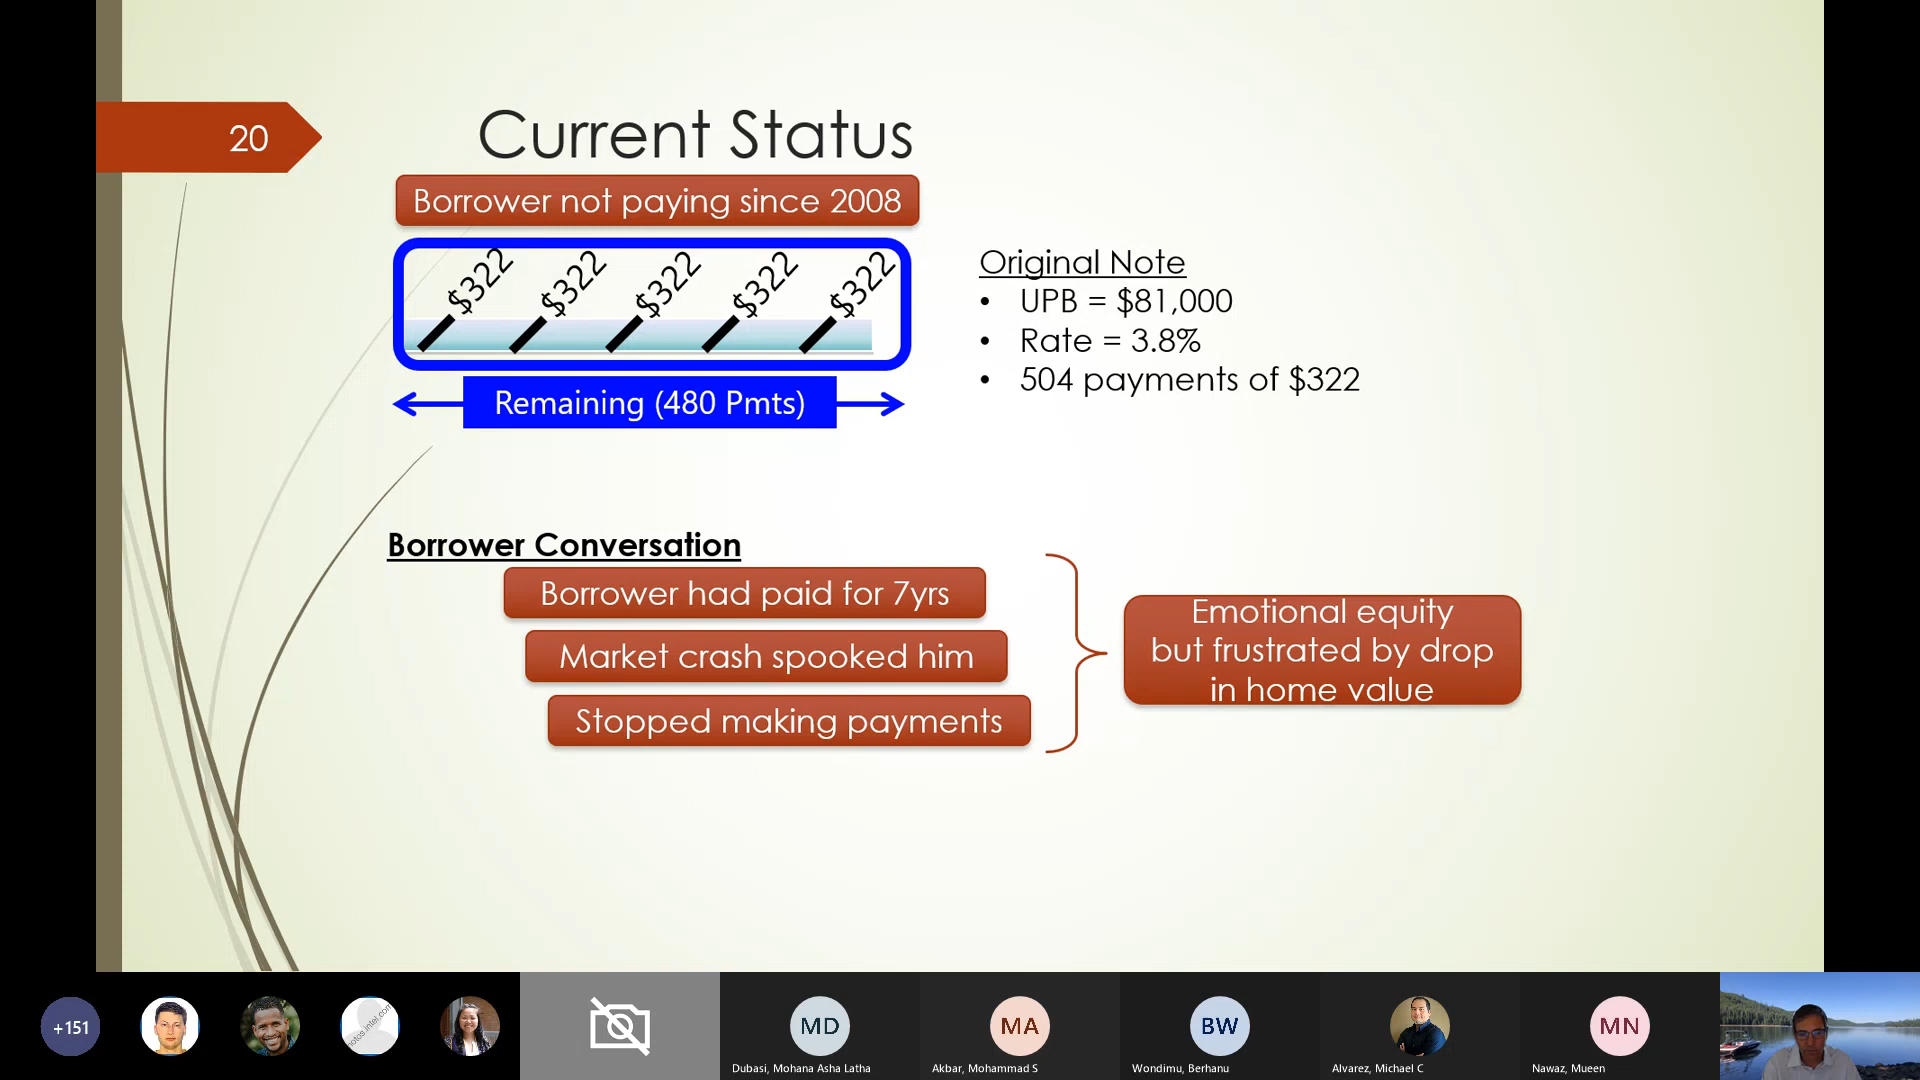 20
Current Status
Borrower not paying since 2008
$322
$322
$322
$322
$322
Remaining (480 Pmts)
Original Note
• UPB = $81,000
• Rate = 3.8%
• 504 payments of $322
Borrower Conversation
Borrower had paid for 7yrs
Market crash spooked him
Stopped making payments
Emotional equity
but frustrated by drop
in home value
+151
MD
MA
BW
MN
Dubasi, Mohana Asha Latha
Akbar, Mohammad S
Wondimu, Berhanu
Alvarez, Michael C
Nawaz, Mueen